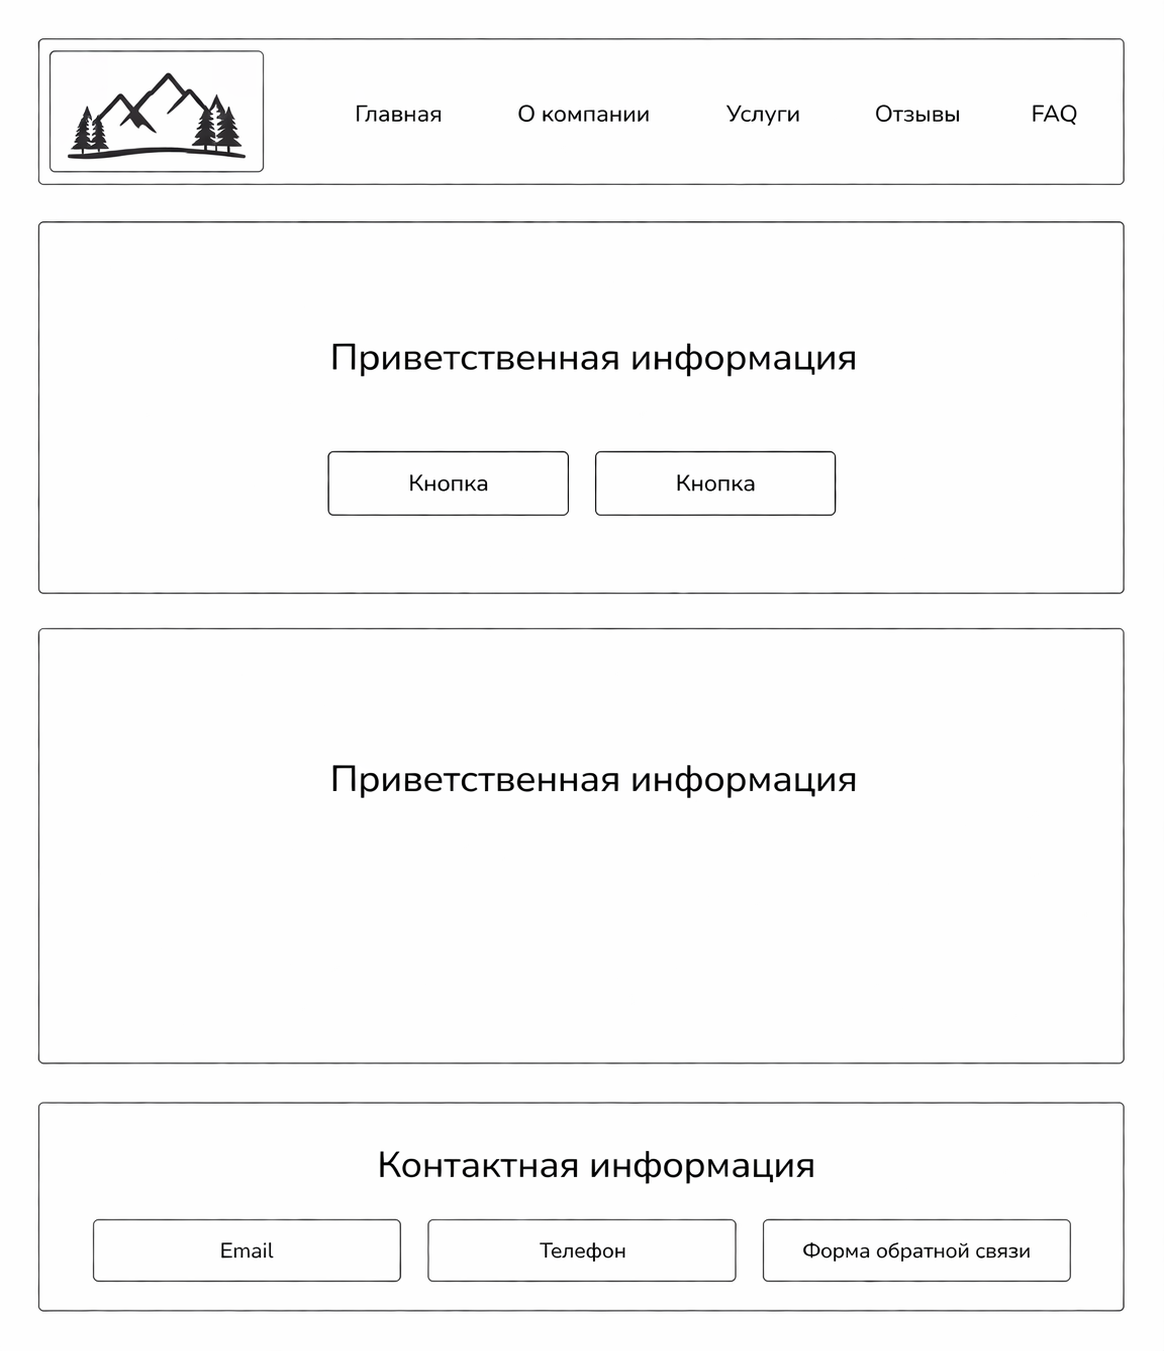 Главная
О компании
Услуги
Отзывы
FAQ
Приветственная информация
Кнопка
Кнопка
Приветственная информация
Контактная информация
Email
Телефон
Форма обратной связи